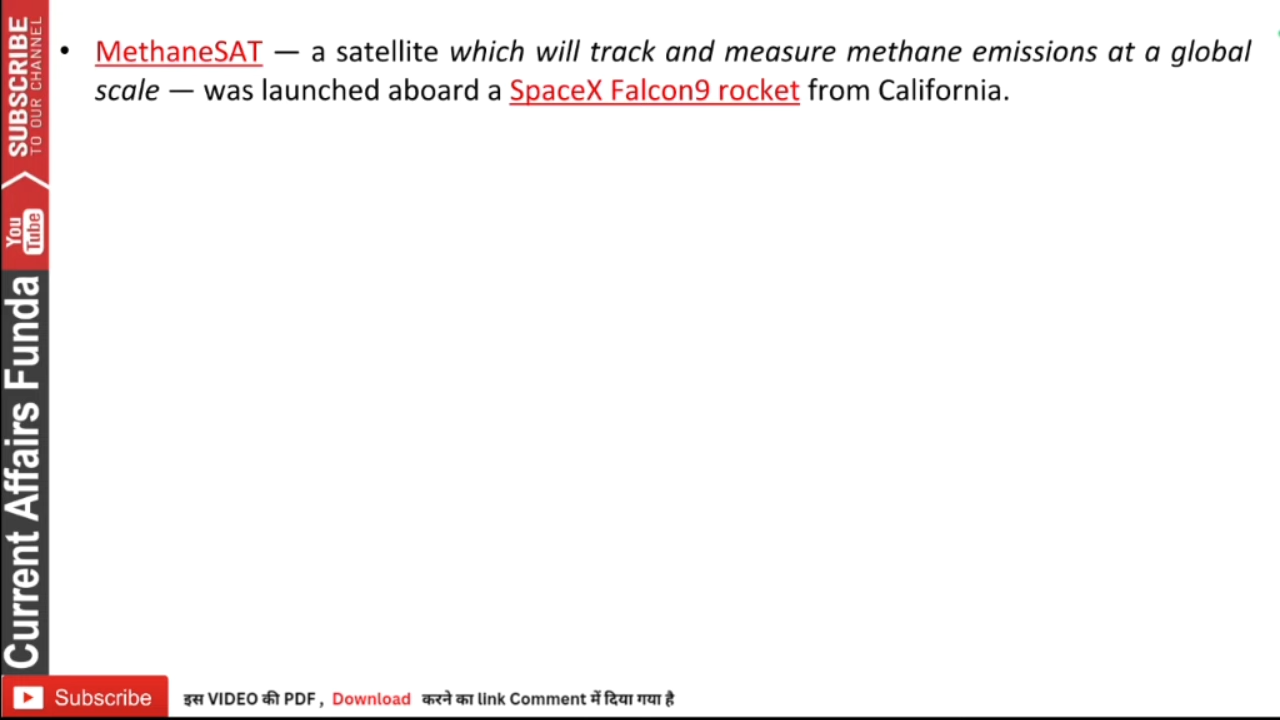 • MethaneSAT — a satellite which will track and measure methane emissions at a global
scale — was launched aboard a SpaceX Falcon9 rocket from California.
SUBSCRIBE
TO OUR CHANNEL
You
Tube
Current Affairs Funda
Subscribe
इस VIDEO की PDF , Download करने का link Comment में दिया गया है